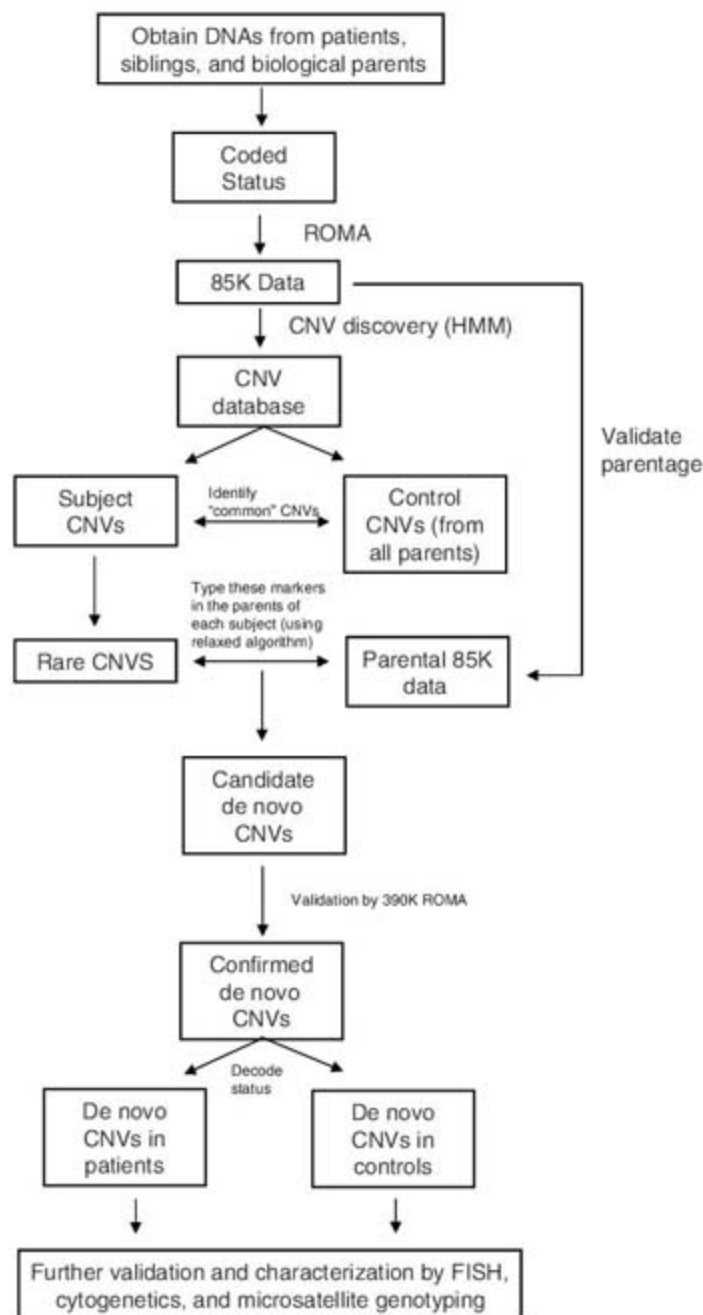 Obtain DNAs from patients,
siblings, and biological parents
Coded
Status
ROMA
85K Data
CNV discovery (HMM)
CNV
database
Validate
parentage
Subject
CNVs
Identify
"common" CNVs
Control
CNVs (from
all parents)
Type these markers
in the parents of
each subject (using
relaxed algorithm)
Rare CNVS
Parental 85K
data
Candidate
de novo
CNVs
Validation by 390K ROMA
Confirmed
de novo
CNVs
Decode
status
De novo
CNVs in
patients
De novo
CNVs in
controls
Further validation and characterization by FISH,
cytogenetics, and microsatellite genotyping